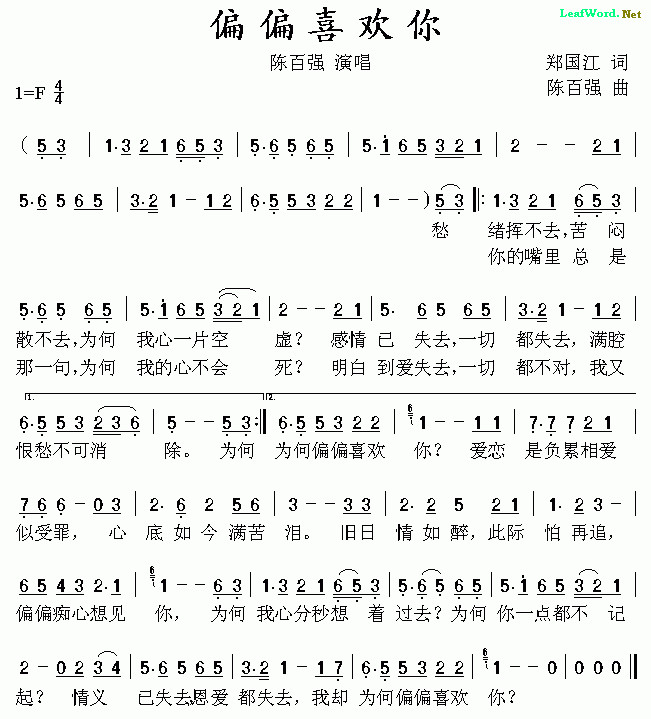 LeafWord.Net
偏偏喜欢你
陈百强 演唱 郑国江 词
1=F 4/4 陈百强 曲
( 5 3 | 1·3 2 1 6 5 3 | 5·6 5 6 5 | 5·1 6 5 3 2 1 | 2 - - 2 1 |
5·6 5 6 5 | 3·2 1 - 1 2 | 6·5 5 3 2 2 | 1 - - ) 5 3 ‖: 1·3 2 1 6 5 3 |
愁 绪挥不去,苦 闷
你的嘴里 总 是
5·6 5 6 5 | 5·1 6 5 3 2 1 | 2 - - 2 1 | 5· 6 5 6 5 | 3·2 1 - 1 2 |
散不去,为何 我心一片空 虚? 感情 已 失去,一切 都失去, 满腔
那一句,为何 我的心不会 死? 明白 到爱失去,一切 都不对, 我又
1. 2.
6·5 5 3 2 3 6 | 5 - - 5 3 :‖ 6·5 5 3 2 2 | 6 1 - - 1 1 | 7·7 7 2 1 |
恨愁不可消 除。 为何 为何偏偏喜欢 你? 爱恋 是负累相爱
7 6 6 - 0 3 | 2· 6 2 5 6 | 3 - - 2 3 | 2· 5 2 1 | 3· 2 1 2 |
似受罪, 心 底 如 今 满苦 泪。 旧日 情如醉,此际 怕 再追,
6 5 4 3 2·1 | 6 1 - - 5 3 | 1·3 2 1 6 5 3 | 5·6 5 6 5 | 5·1 6 5 3 2 1 |
偏偏痴心想见 你, 为何 我心分秒想 着 过去? 为何 你一点都不 记
2 - 0 2 3 4 | 5·6 5 6 5 | 3·2 - 1 7 | 6·5 5 3 2 2 | 6 1 - - 0 | 0 0 0 ‖
起? 情义 已失去,恩爱 都失去,我却 为何偏偏喜欢 你?